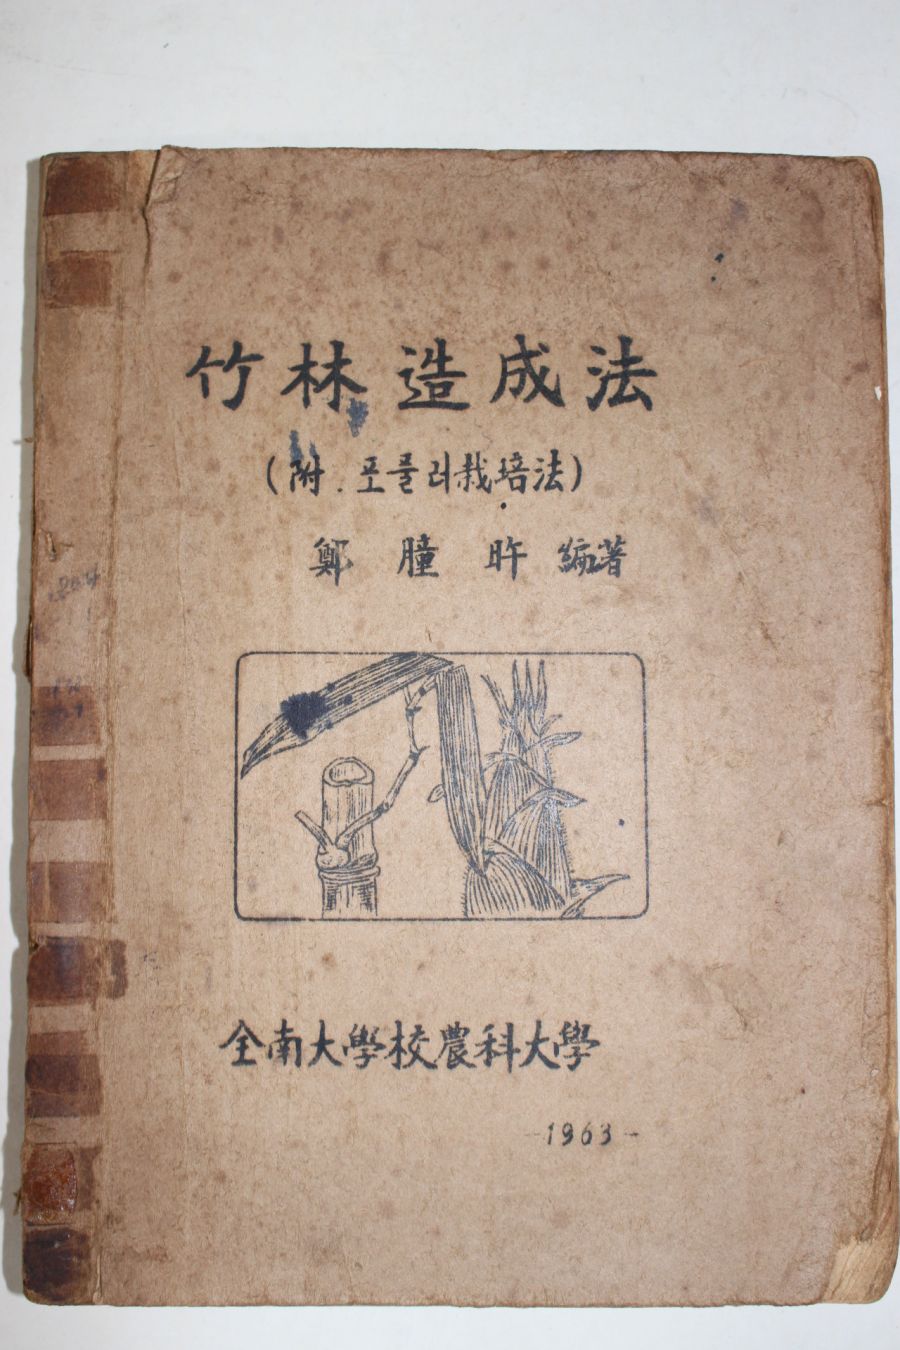 竹林造成法
(附. 포플러栽培法)
鄭瞳旿 編著
全南大學校農科大學
-1963-